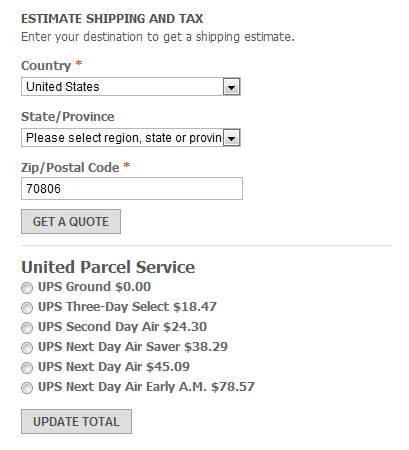 ESTIMATE SHIPPING AND TAX
Enter your destination to get a shipping estimate.
Country *
United States
State/Province
Please select region, state or provin
Zip/Postal Code *
70806
GET A QUOTE
United Parcel Service
UPS Ground $0.00
UPS Three-Day Select $18.47
UPS Second Day Air $24.30
UPS Next Day Air Saver $38.29
UPS Next Day Air $45.09
UPS Next Day Air Early A.M. $78.57
UPDATE TOTAL